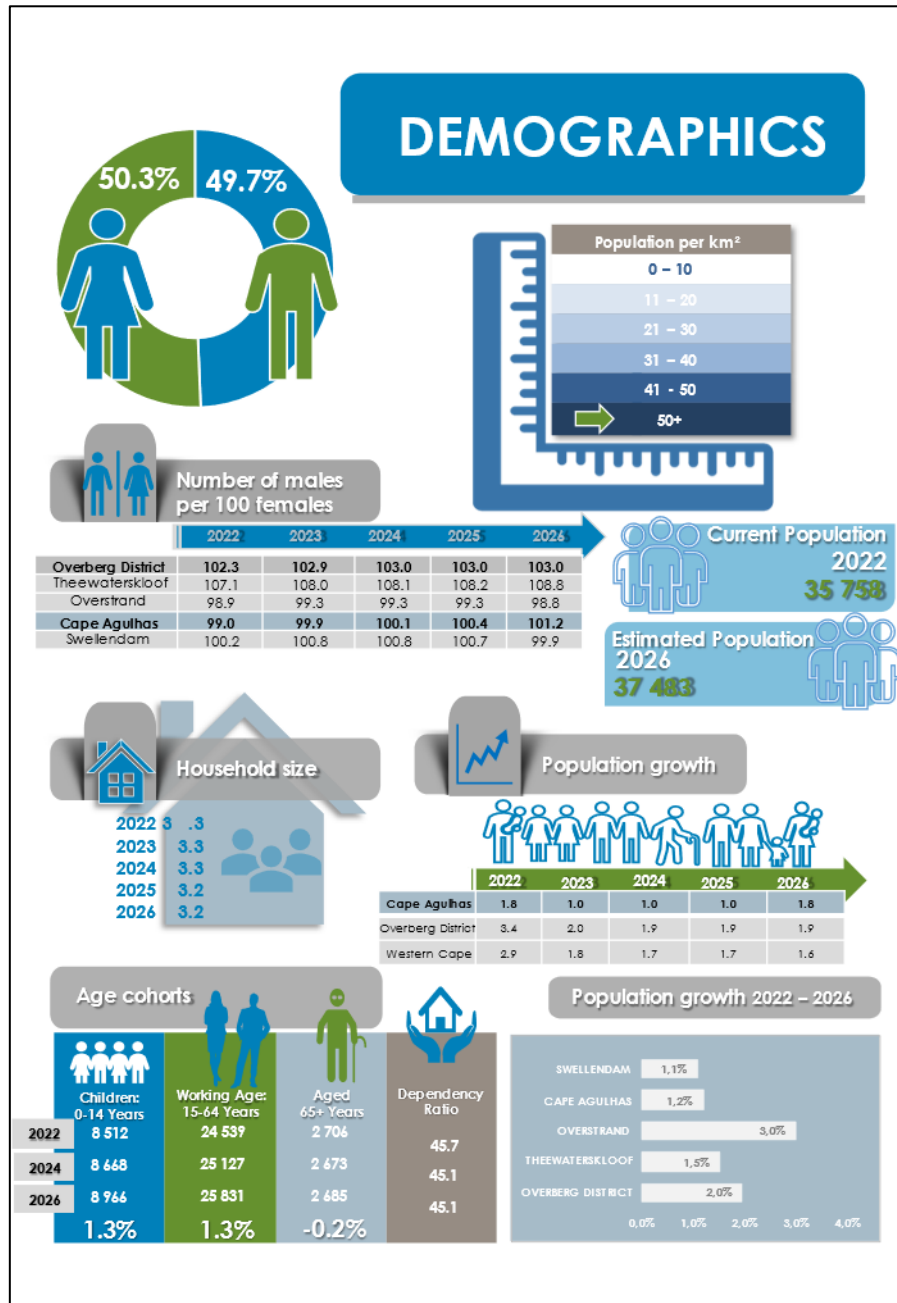 DEMOGRAPHICS
50.3% 49.7%
Population per km²
0 – 10
11 – 20
21 – 30
31 – 40
41 - 50
50+
Number of males
per 100 females
2022 2023 2024 2025 2026
Overberg District 102.3 102.9 103.0 103.0 103.0
Theewaterskloof 107.1 108.0 108.1 108.2 108.8
Overstrand 98.9 99.3 99.3 99.3 98.8
Cape Agulhas 99.0 99.9 100.1 100.4 101.2
Swellendam 100.2 100.8 100.8 100.7 99.9
Current Population
2022
35 758
Estimated Population
2026
37 483
Household size
2022 3 .3
2023 3.3
2024 3.3
2025 3.2
2026 3.2
Population growth
2022 2023 2024 2025 2026
Cape Agulhas 1.8 1.0 1.0 1.0 1.8
Overberg District 3.4 2.0 1.9 1.9 1.9
Western Cape 2.9 1.8 1.7 1.7 1.6
Age cohorts
Children:
0-14 Years
Working Age:
15-64 Years
Aged
65+ Years
Dependency
Ratio
2022 8 512 24 539 2 706 45.7
2024 8 668 25 127 2 673 45.1
2026 8 966 25 831 2 685 45.1
1.3% 1.3% -0.2%
Population growth 2022 – 2026
SWELLENDAM 1,1%
CAPE AGULHAS 1,2%
OVERSTRAND 3,0%
THEEWATERSKLOOF 1,5%
OVERBERG DISTRICT 2,0%
0,0% 1,0% 2,0% 3,0% 4,0%